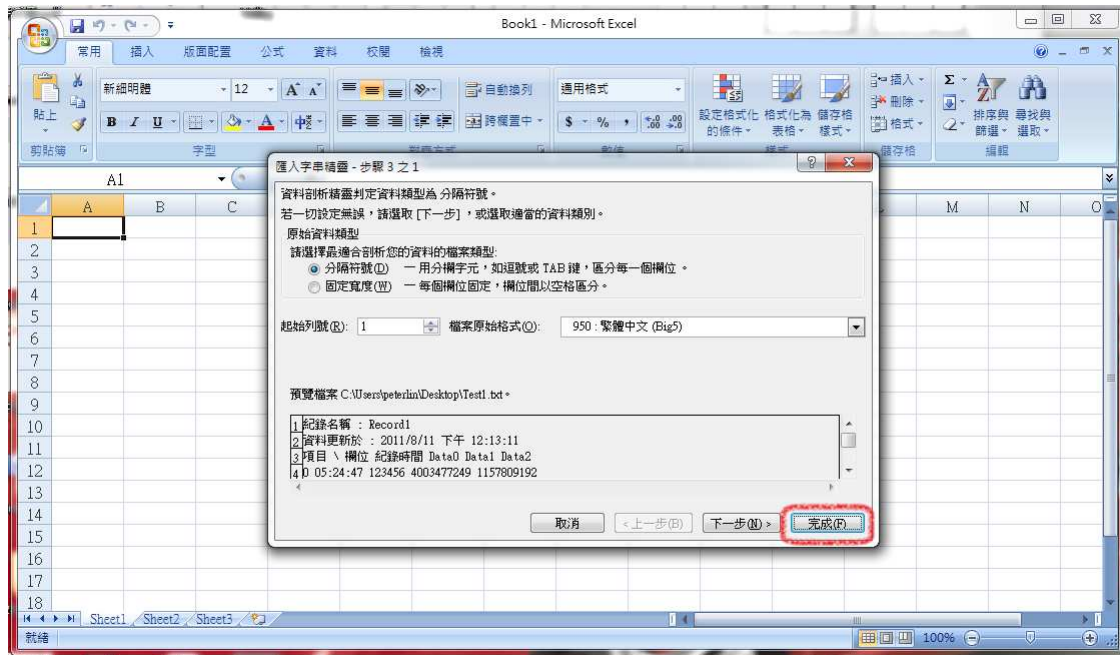 Book1 - Microsoft Excel
常用 插入 版面配置 公式 資料 校閱 檢視
貼上
新細明體 12 A A
自動換列
通用格式
B I U A 中
跨欄置中
$ % ,
設定格式化的條件
格式化為表格
儲存格樣式
插入
刪除
格式
Σ
排序與篩選
尋找與選取
剪貼簿 字型 對齊方式 數值 樣式 儲存格 編輯
A1
A B C M N O
匯入字串精靈 - 步驟 3 之 1
資料剖析精靈判定資料類型為 分隔符號。
若一切設定無誤，請選取 [下一步]，或選取適當的資料類別。
原始資料類型
請選擇最適合剖析您的資料的檔案類型:
分隔符號(D) — 用分欄字元，如逗號或 TAB 鍵，區分每一個欄位。
固定寬度(W) — 每個欄位固定，欄位間以空格區分。
起始列號(R): 1 檔案原始格式(O): 950 : 繁體中文 (Big5)
預覽檔案 C:\Users\peterlin\Desktop\Test1.txt。
1 紀錄名稱 : Record1
2 資料更新於 : 2011/8/11 下午 12:13:11
3 項目 \ 欄位 紀錄時間 Data0 Data1 Data2
4 0 05:24:47 123456 4003477249 1157809192
取消 <上一步(B) 下一步(N) > 完成(F)
1
2
3
4
5
6
7
8
9
10
11
12
13
14
15
16
17
18
Sheet1 Sheet2 Sheet3
就緒 100%